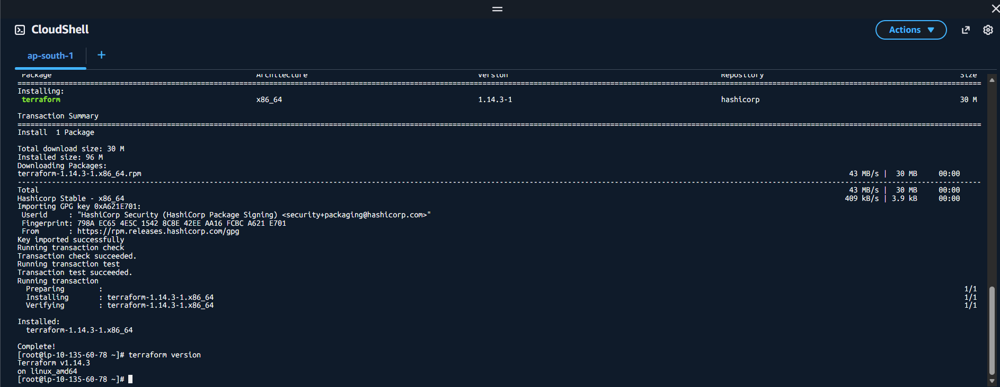 CloudShell
Actions
ap-south-1 +
Package Architecture Version Repository Size
================================================================================
Installing:
terraform x86_64 1.14.3-1 hashicorp 30 M
Transaction Summary
================================================================================
Install 1 Package
Total download size: 30 M
Installed size: 96 M
Downloading Packages:
terraform-1.14.3-1.x86_64.rpm 43 MB/s | 30 MB 00:00
--------------------------------------------------------------------------------
Total 43 MB/s | 30 MB 00:00
Hashicorp Stable - x86_64 409 kB/s | 3.9 kB 00:00
Importing GPG key 0xA621E701:
Userid : "HashiCorp Security (HashiCorp Package Signing) <security+packaging@hashicorp.com>"
Fingerprint: 798A EC65 4E5C 1542 8C8E 42EE AA16 FCBC A621 E701
From : https://rpm.releases.hashicorp.com/gpg
Key imported successfully
Running transaction check
Transaction check succeeded.
Running transaction test
Transaction test succeeded.
Running transaction
Preparing : 1/1
Installing : terraform-1.14.3-1.x86_64 1/1
Verifying : terraform-1.14.3-1.x86_64 1/1
Installed:
terraform-1.14.3-1.x86_64
Complete!
[root@ip-10-135-60-78 ~]# terraform version
Terraform v1.14.3
on linux_amd64
[root@ip-10-135-60-78 ~]#